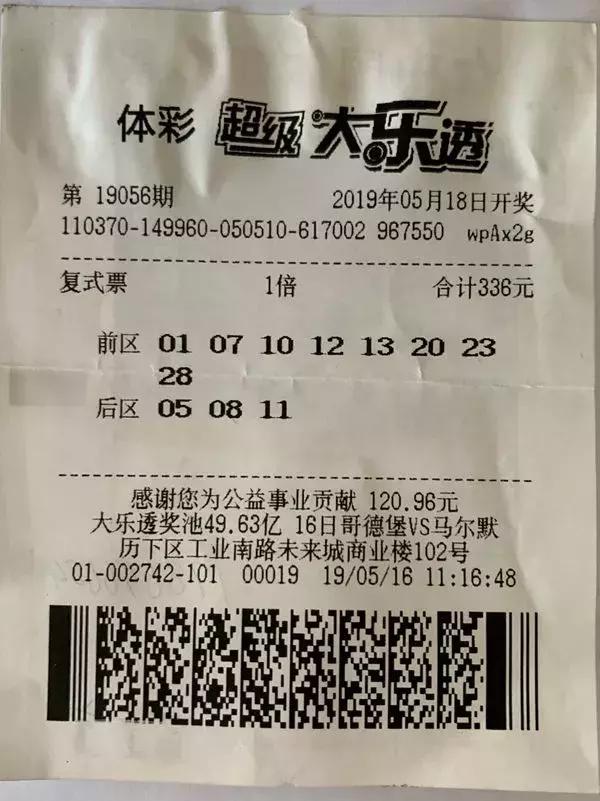 体彩 超级大乐透
第 19056期 2019年05月18日开奖
110370-149960-050510-617002 967550 wpAx2g
复式票 1倍 合计336元
前区 01 07 10 12 13 20 23
28
后区 05 08 11
感谢您为公益事业贡献 120.96元
大乐透奖池49.63亿 16日哥德堡VS马尔默
历下区工业南路未来城商业楼102号
01-002742-101 00019 19/05/16 11:16:48